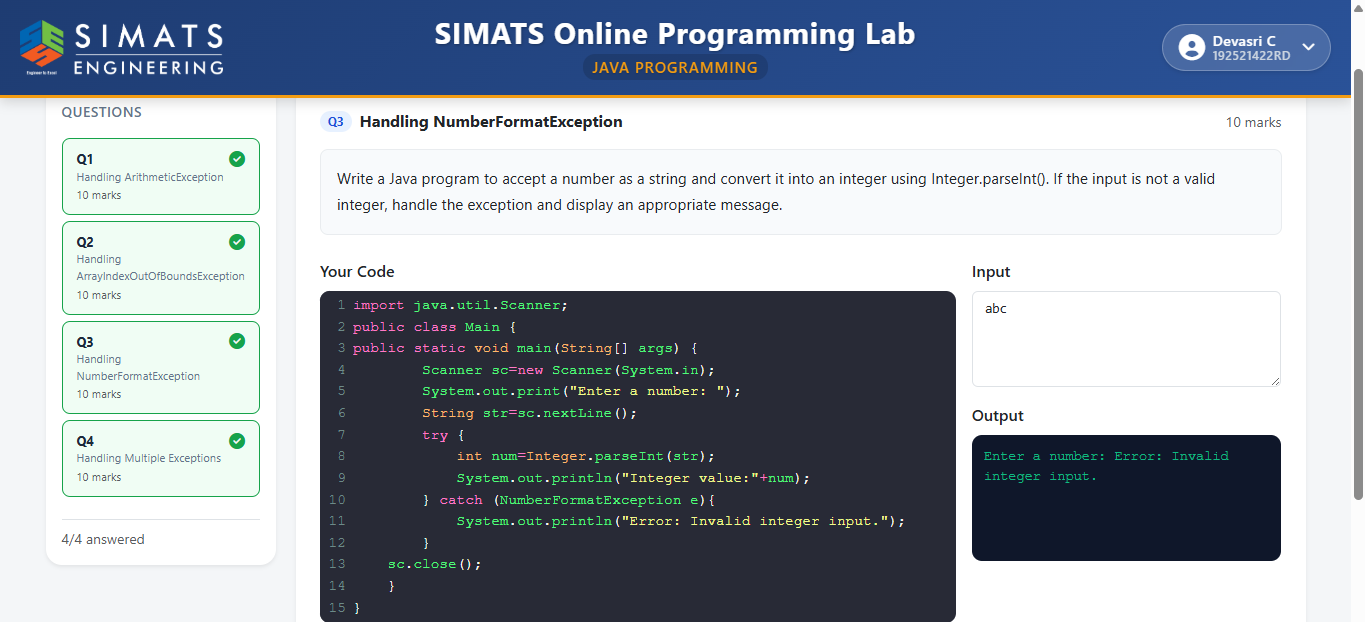 SIMATS
ENGINEERING
Engineer to Excel
SIMATS Online Programming Lab
JAVA PROGRAMMING
Devasri C
192521422RD
QUESTIONS
Q1
Handling ArithmeticException
10 marks
Q2
Handling
ArrayIndexOutOfBoundsException
10 marks
Q3
Handling
NumberFormatException
10 marks
Q4
Handling Multiple Exceptions
10 marks
4/4 answered
Q3 Handling NumberFormatException 10 marks
Write a Java program to accept a number as a string and convert it into an integer using Integer.parseInt(). If the input is not a valid
integer, handle the exception and display an appropriate message.
Your Code
1 import java.util.Scanner;
2 public class Main {
3 public static void main(String[] args) {
4         Scanner sc=new Scanner(System.in);
5         System.out.print("Enter a number: ");
6         String str=sc.nextLine();
7         try {
8             int num=Integer.parseInt(str);
9             System.out.println("Integer value:"+num);
10         } catch (NumberFormatException e){
11             System.out.println("Error: Invalid integer input.");
12         }
13     sc.close();
14     }
15 }
Input
abc
Output
Enter a number: Error: Invalid
integer input.